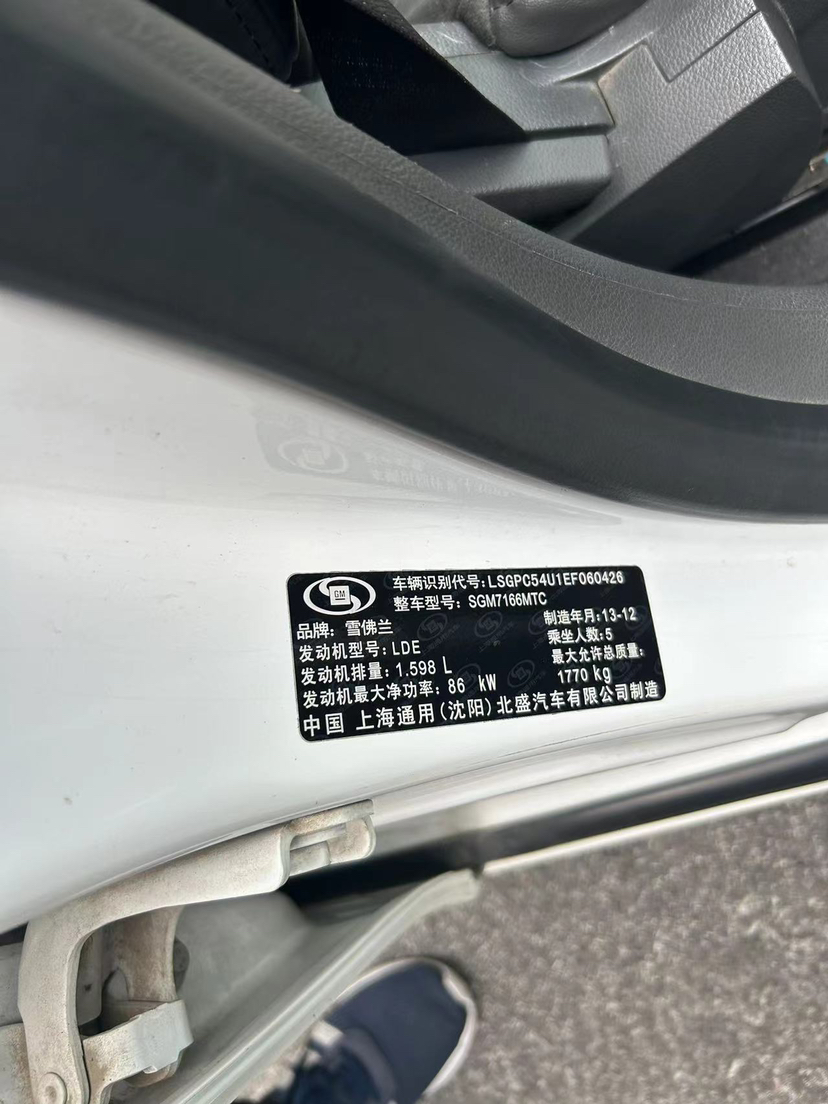 GM
车辆识别代号:LSGPC54U1EF060426
整车型号: SGM7166MTC
品牌: 雪佛兰
制造年月:13-12
发动机型号: LDE
乘坐人数: 5
发动机排量: 1.598 L
最大允许总质量:
1770 kg
发动机最大净功率: 86 kW
中国 上海通用(沈阳)北盛汽车有限公司制造